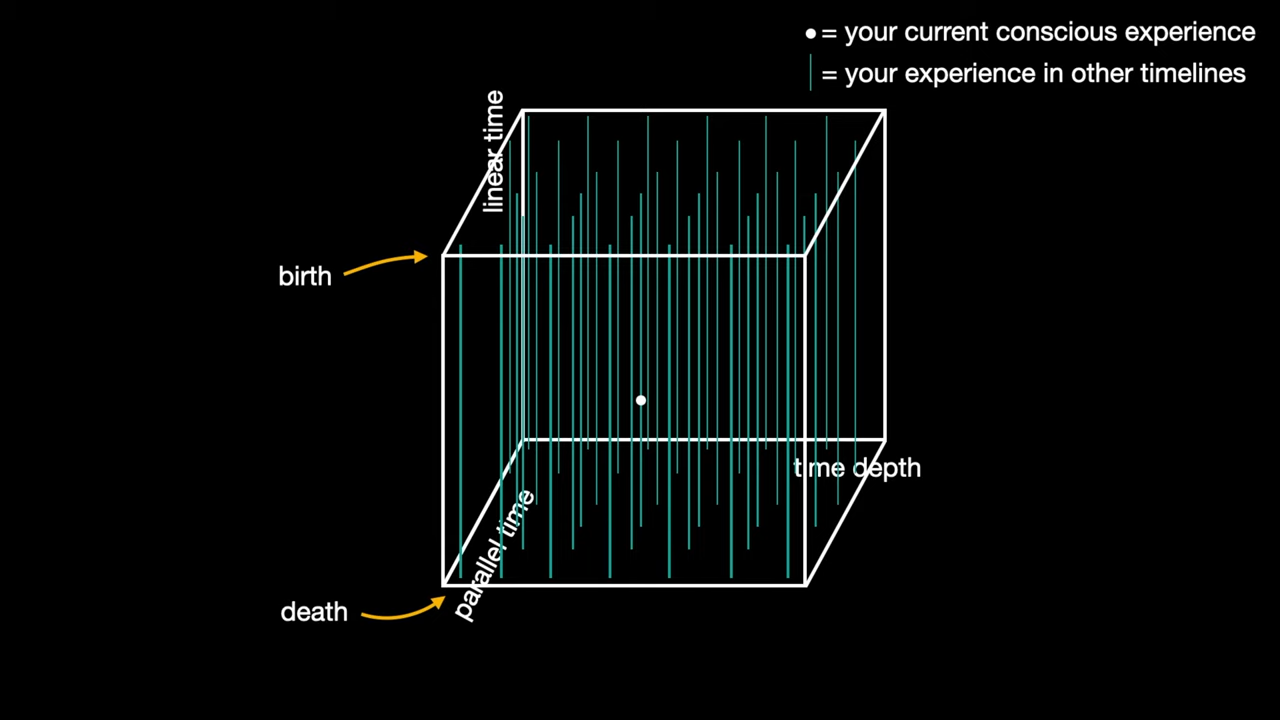 = your current conscious experience
= your experience in other timelines
linear time
birth
time depth
parallel time
death